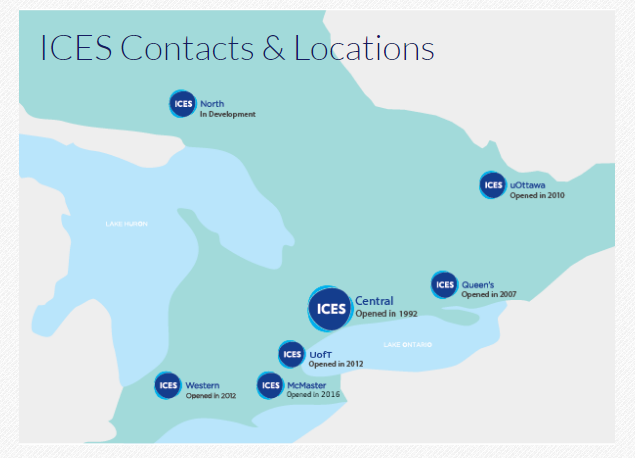 ICES Contacts & Locations
ICES North
In Development
ICES uOttawa
Opened in 2010
LAKE HURON
ICES Queen's
Opened in 2007
ICES Central
Opened in 1992
LAKE ONTARIO
ICES UofT
Opened in 2012
ICES Western
Opened in 2012
ICES McMaster
Opened in 2016